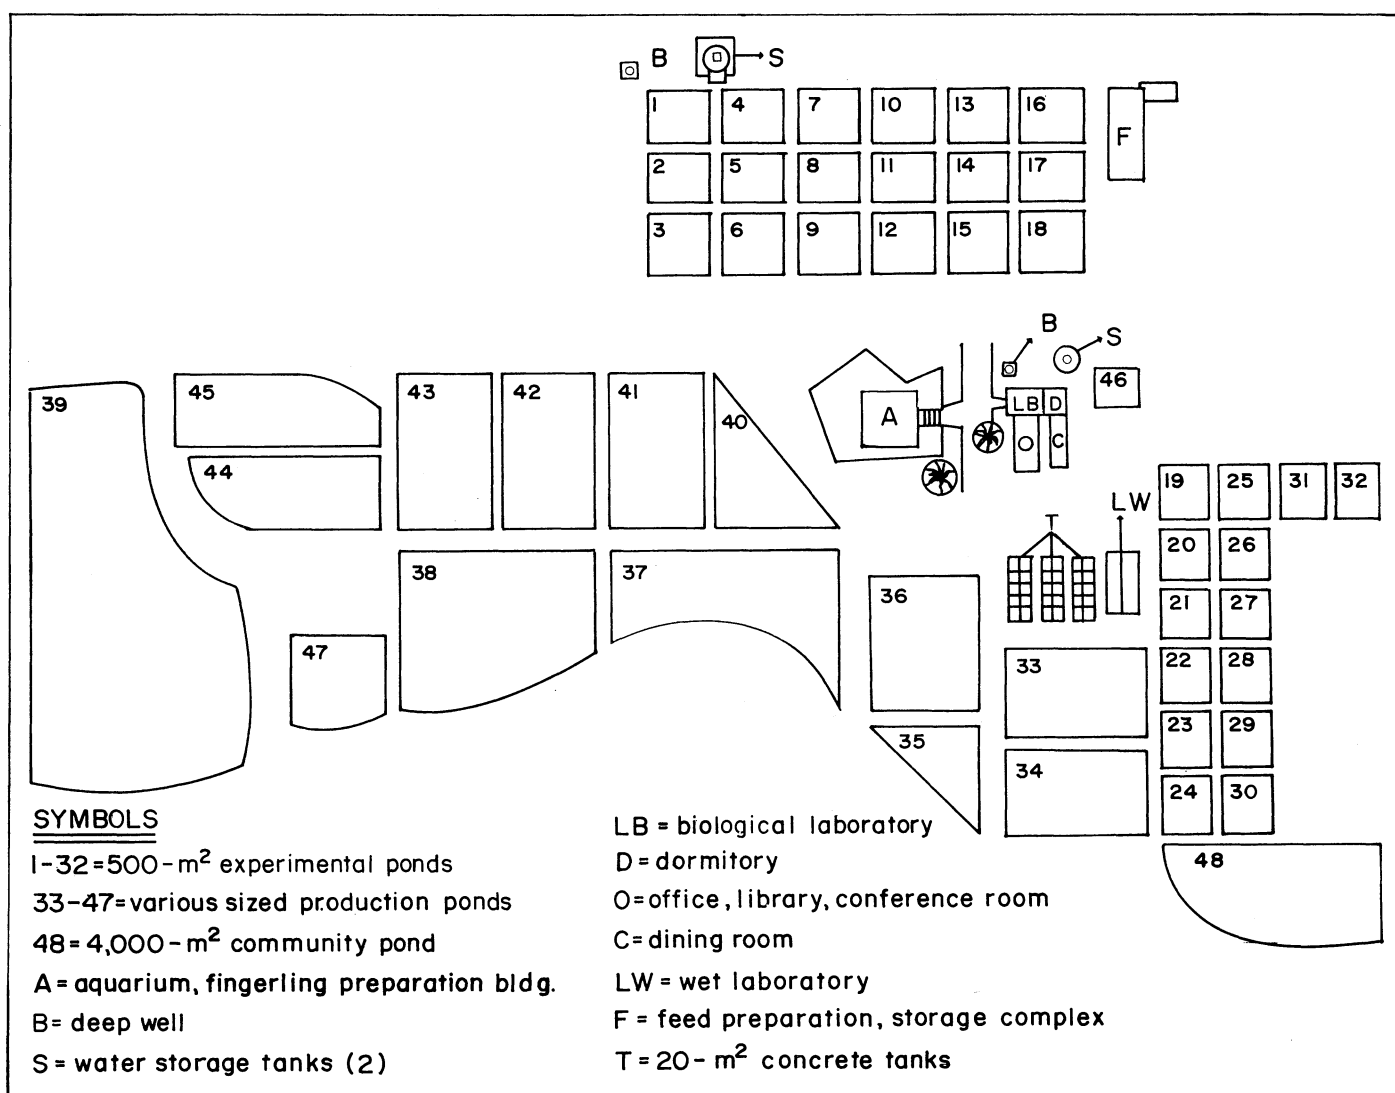 B
S
1 4 7 10 13 16
F
2 5 8 11 14 17
3 6 9 12 15 18
B
S
39 45 43 42 41 40 A LB D 46
O C
44
19 25 31 32
T LW
38 37 36 20 26
21 27
47 33 22 28
35 34 23 29
24 30
48
SYMBOLS
1-32=500-m² experimental ponds
33-47=various sized production ponds
48=4,000-m² community pond
A=aquarium, fingerling preparation bldg.
B= deep well
S= water storage tanks (2)
LB=biological laboratory
D=dormitory
O=office, library, conference room
C=dining room
LW=wet laboratory
F= feed preparation, storage complex
T=20-m² concrete tanks